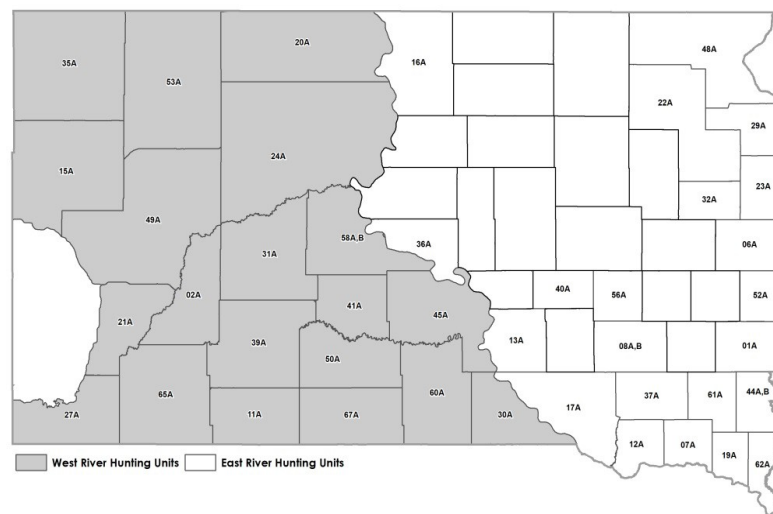 20A
48A
35A
16A
53A
22A
29A
24A
15A
23A
32A
49A
58A,B
36A
06A
31A
02A
40A
56A
52A
41A
45A
21A
39A
13A
08A,B
01A
50A
65A
60A
37A
61A
44A,B
17A
27A
11A
67A
30A
12A
07A
19A
62A
West River Hunting Units East River Hunting Units